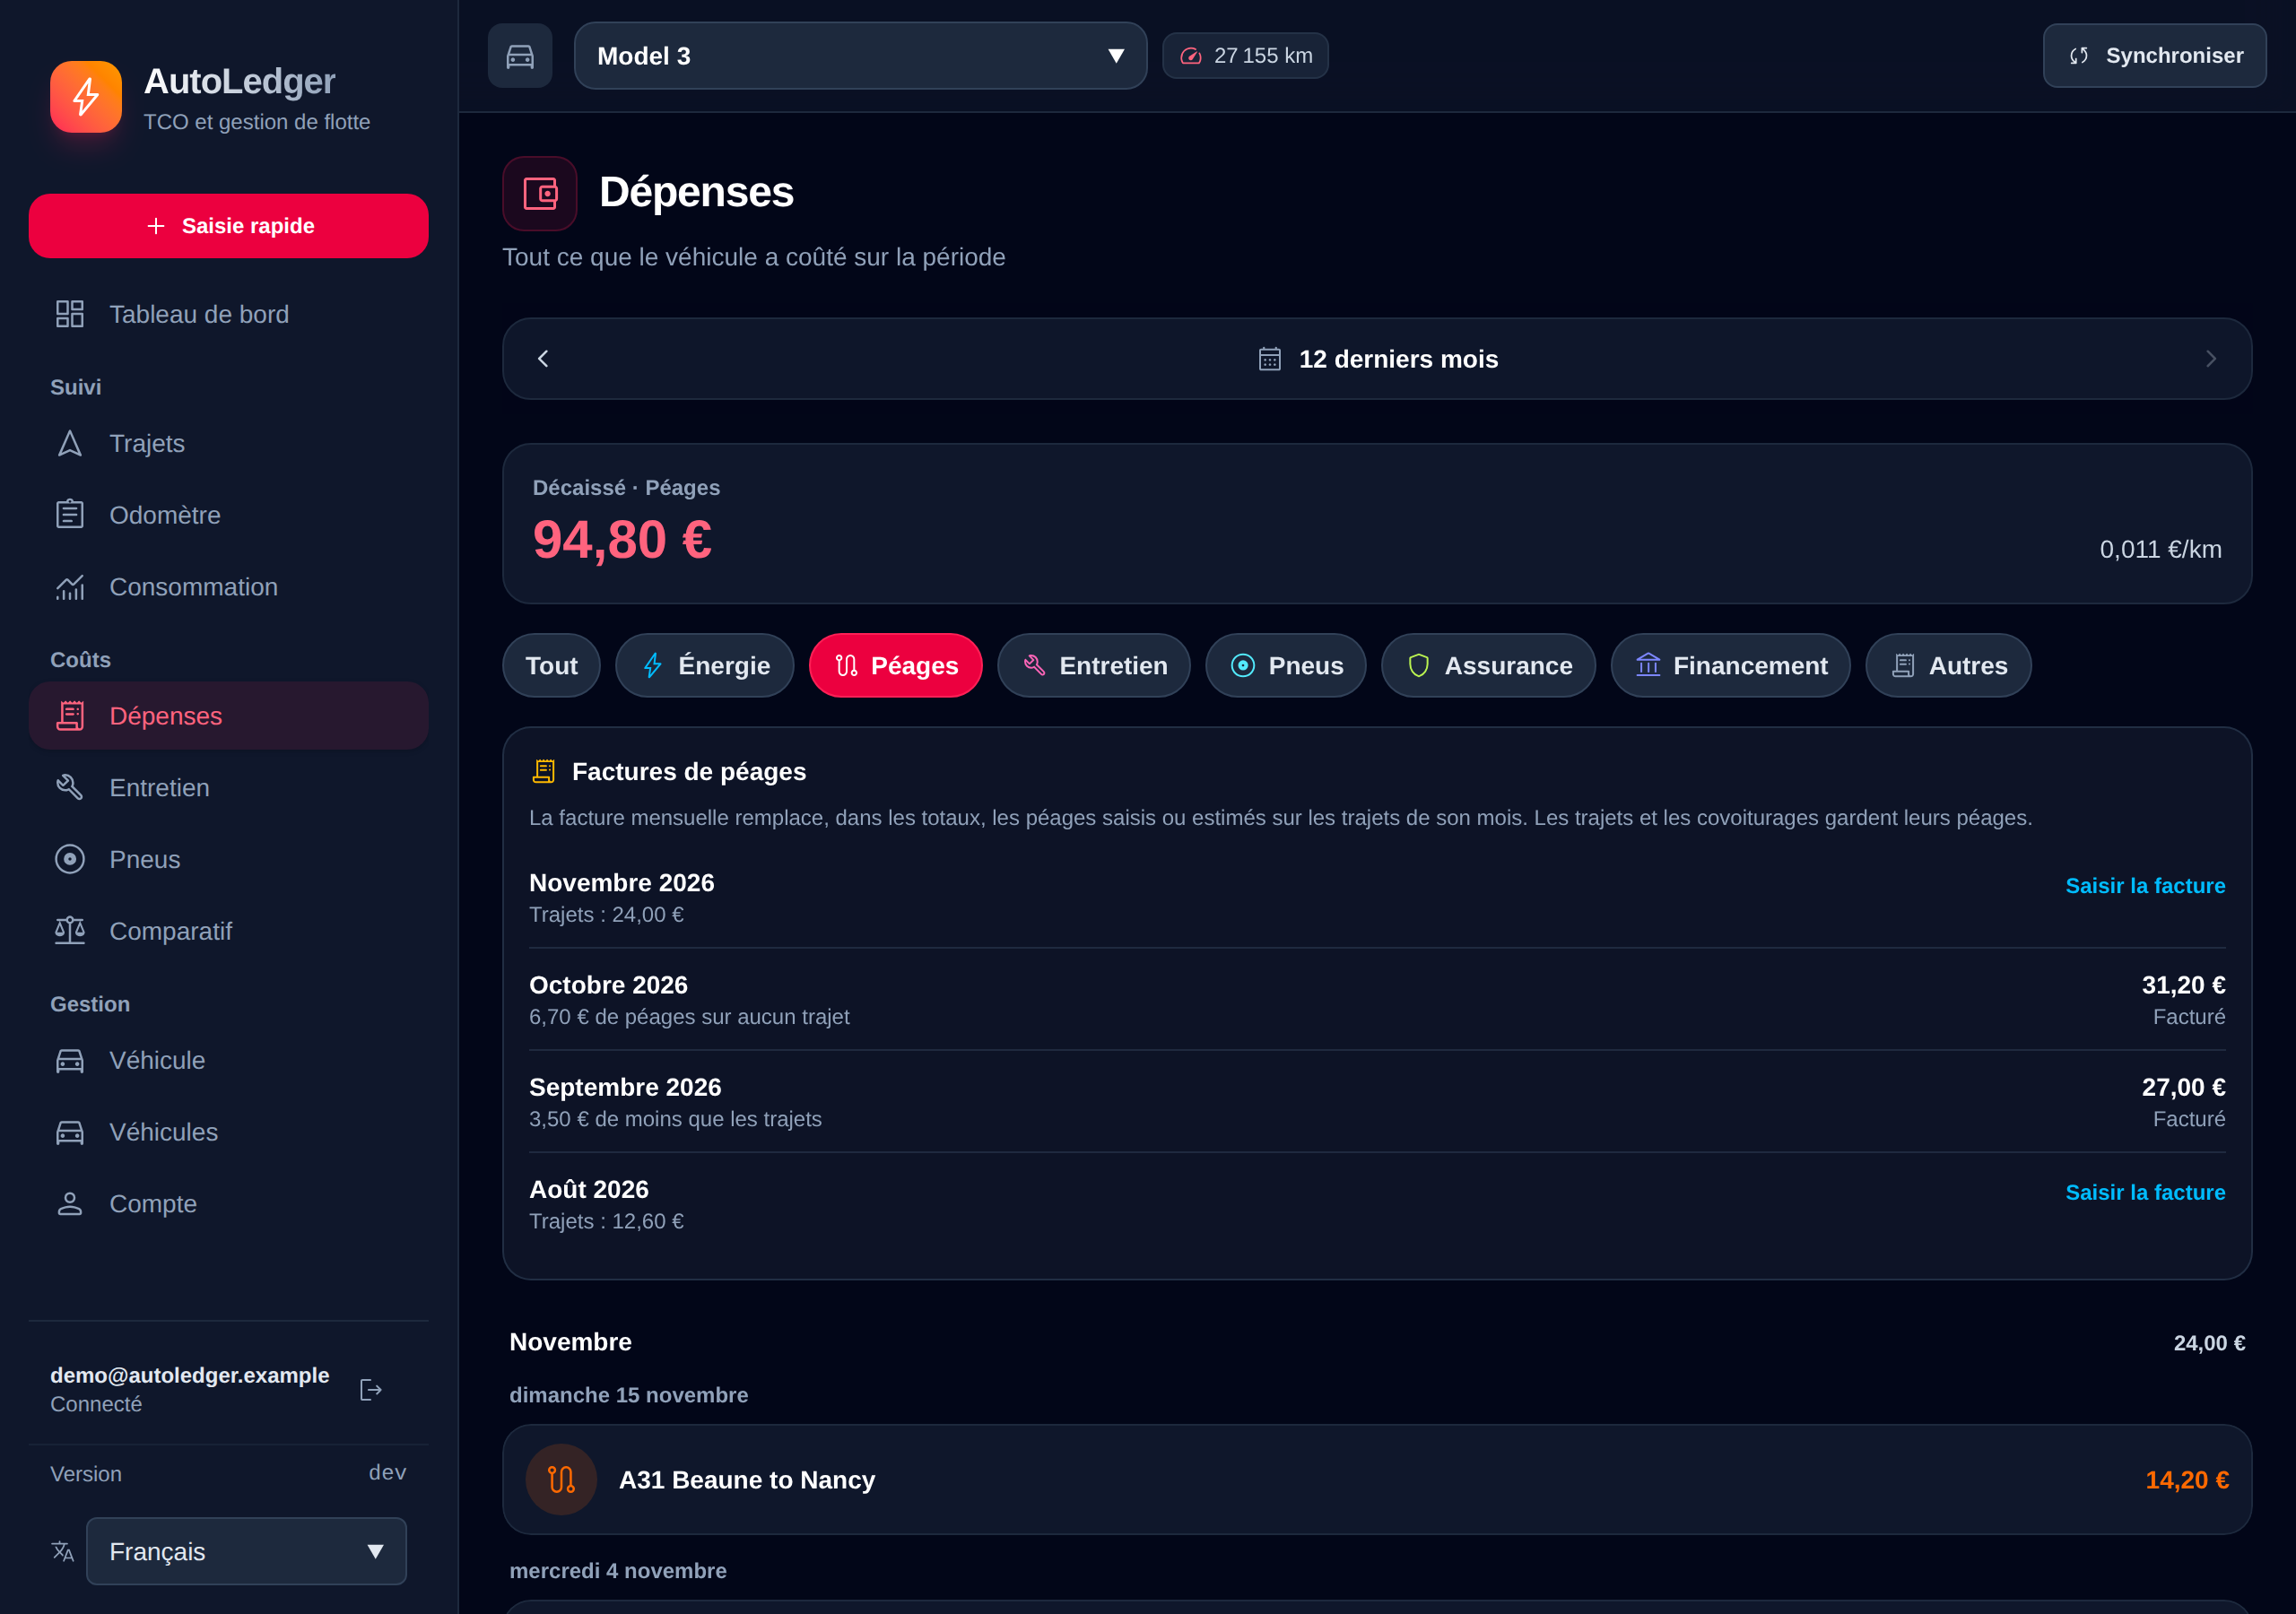 AutoLedger
TCO et gestion de flotte
Saisie rapide
Tableau de bord
Suivi
Trajets
Odomètre
Consommation
Coûts
Dépenses
Entretien
Pneus
Comparatif
Gestion
Véhicule
Véhicules
Compte
demo@autoledger.example
Connecté
Version dev
Français
Model 3
27 155 km
Synchroniser
Dépenses
Tout ce que le véhicule a coûté sur la période
12 derniers mois
Décaissé · Péages
94,80 €
0,011 €/km
Tout Énergie Péages Entretien Pneus Assurance Financement Autres
Factures de péages
La facture mensuelle remplace, dans les totaux, les péages saisis ou estimés sur les trajets de son mois. Les trajets et les covoiturages gardent leurs péages.
Novembre 2026
Trajets : 24,00 €
Saisir la facture
Octobre 2026
6,70 € de péages sur aucun trajet
31,20 €
Facturé
Septembre 2026
3,50 € de moins que les trajets
27,00 €
Facturé
Août 2026
Trajets : 12,60 €
Saisir la facture
Novembre 24,00 €
dimanche 15 novembre
A31 Beaune to Nancy 14,20 €
mercredi 4 novembre